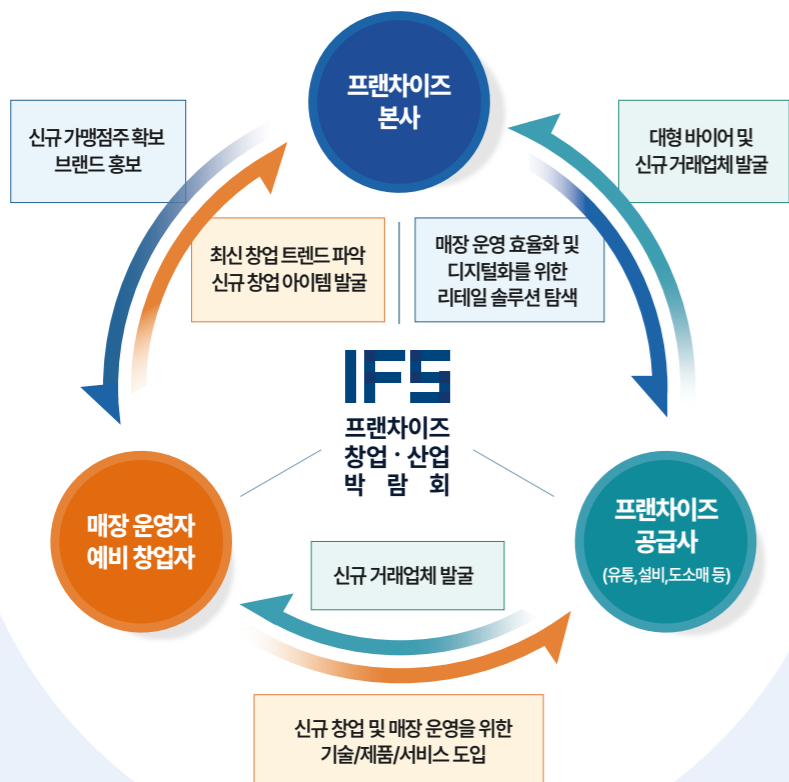 프랜차이즈
본사
신규 가맹점주 확보
브랜드 홍보
대형 바이어 및
신규 거래업체 발굴
최신 창업 트렌드 파악
신규 창업 아이템 발굴
매장 운영 효율화 및
디지털화를 위한
리테일 솔루션 탐색
IFS
프랜차이즈
창업·산업
박 람 회
매장 운영자
예비 창업자
프랜차이즈
공급사
(유통,설비,도소매 등)
신규 거래업체 발굴
신규 창업 및 매장 운영을 위한
기술/제품/서비스 도입